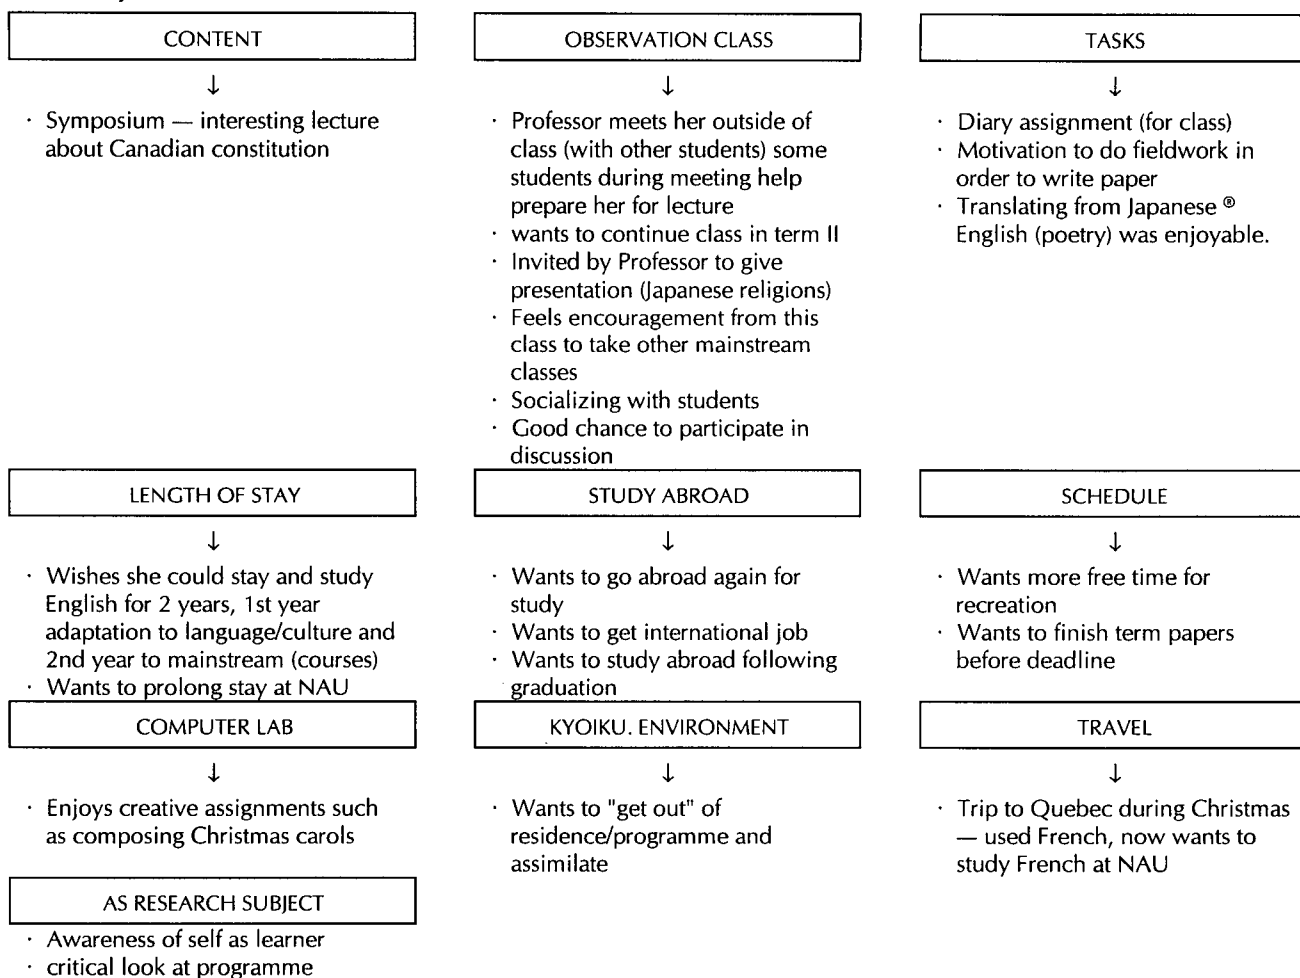 CONTENT
↓
· Symposium — interesting lecture
about Canadian constitution
OBSERVATION CLASS
↓
· Professor meets her outside of
class (with other students) some
students during meeting help
prepare her for lecture
· wants to continue class in term II
· Invited by Professor to give
presentation (Japanese religions)
· Feels encouragement from this
class to take other mainstream
classes
· Socializing with students
· Good chance to participate in
discussion
TASKS
↓
· Diary assignment (for class)
· Motivation to do fieldwork in
order to write paper
· Translating from Japanese ®
English (poetry) was enjoyable.
LENGTH OF STAY
↓
· Wishes she could stay and study
English for 2 years, 1st year
adaptation to language/culture and
2nd year to mainstream (courses)
· Wants to prolong stay at NAU
STUDY ABROAD
↓
· Wants to go abroad again for
study
· Wants to get international job
· Wants to study abroad following
graduation
SCHEDULE
↓
· Wants more free time for
recreation
· Wants to finish term papers
before deadline
COMPUTER LAB
↓
· Enjoys creative assignments such
as composing Christmas carols
KYOIKU. ENVIRONMENT
↓
· Wants to "get out" of
residence/programme and
assimilate
TRAVEL
↓
· Trip to Quebec during Christmas
— used French, now wants to
study French at NAU
AS RESEARCH SUBJECT
· Awareness of self as learner
· critical look at programme